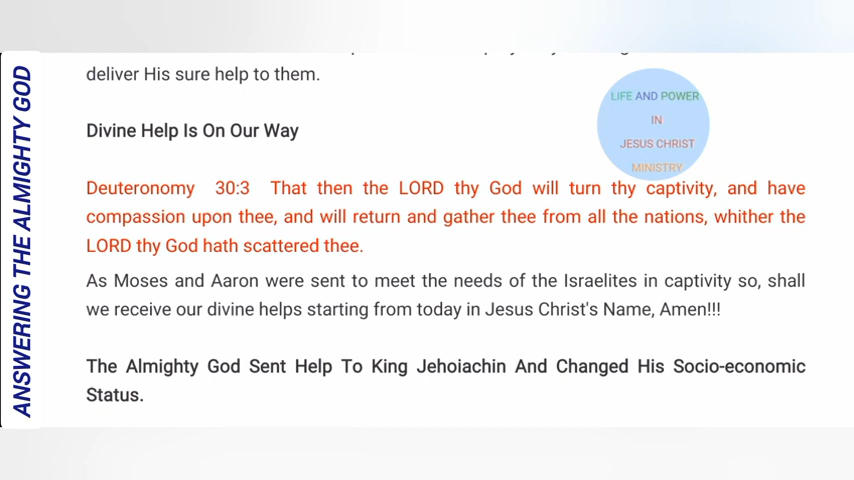 deliver His sure help to them.
Divine Help Is On Our Way
LIFE AND POWER
IN
JESUS CHRIST
MINISTRY
Deuteronomy 30:3 That then the LORD thy God will turn thy captivity, and have
compassion upon thee, and will return and gather thee from all the nations, whither the
LORD thy God hath scattered thee.
As Moses and Aaron were sent to meet the needs of the Israelites in captivity so, shall
we receive our divine helps starting from today in Jesus Christ's Name, Amen!!!
The Almighty God Sent Help To King Jehoiachin And Changed His Socio-economic
Status.
ANSWERING THE ALMIGHTY GOD